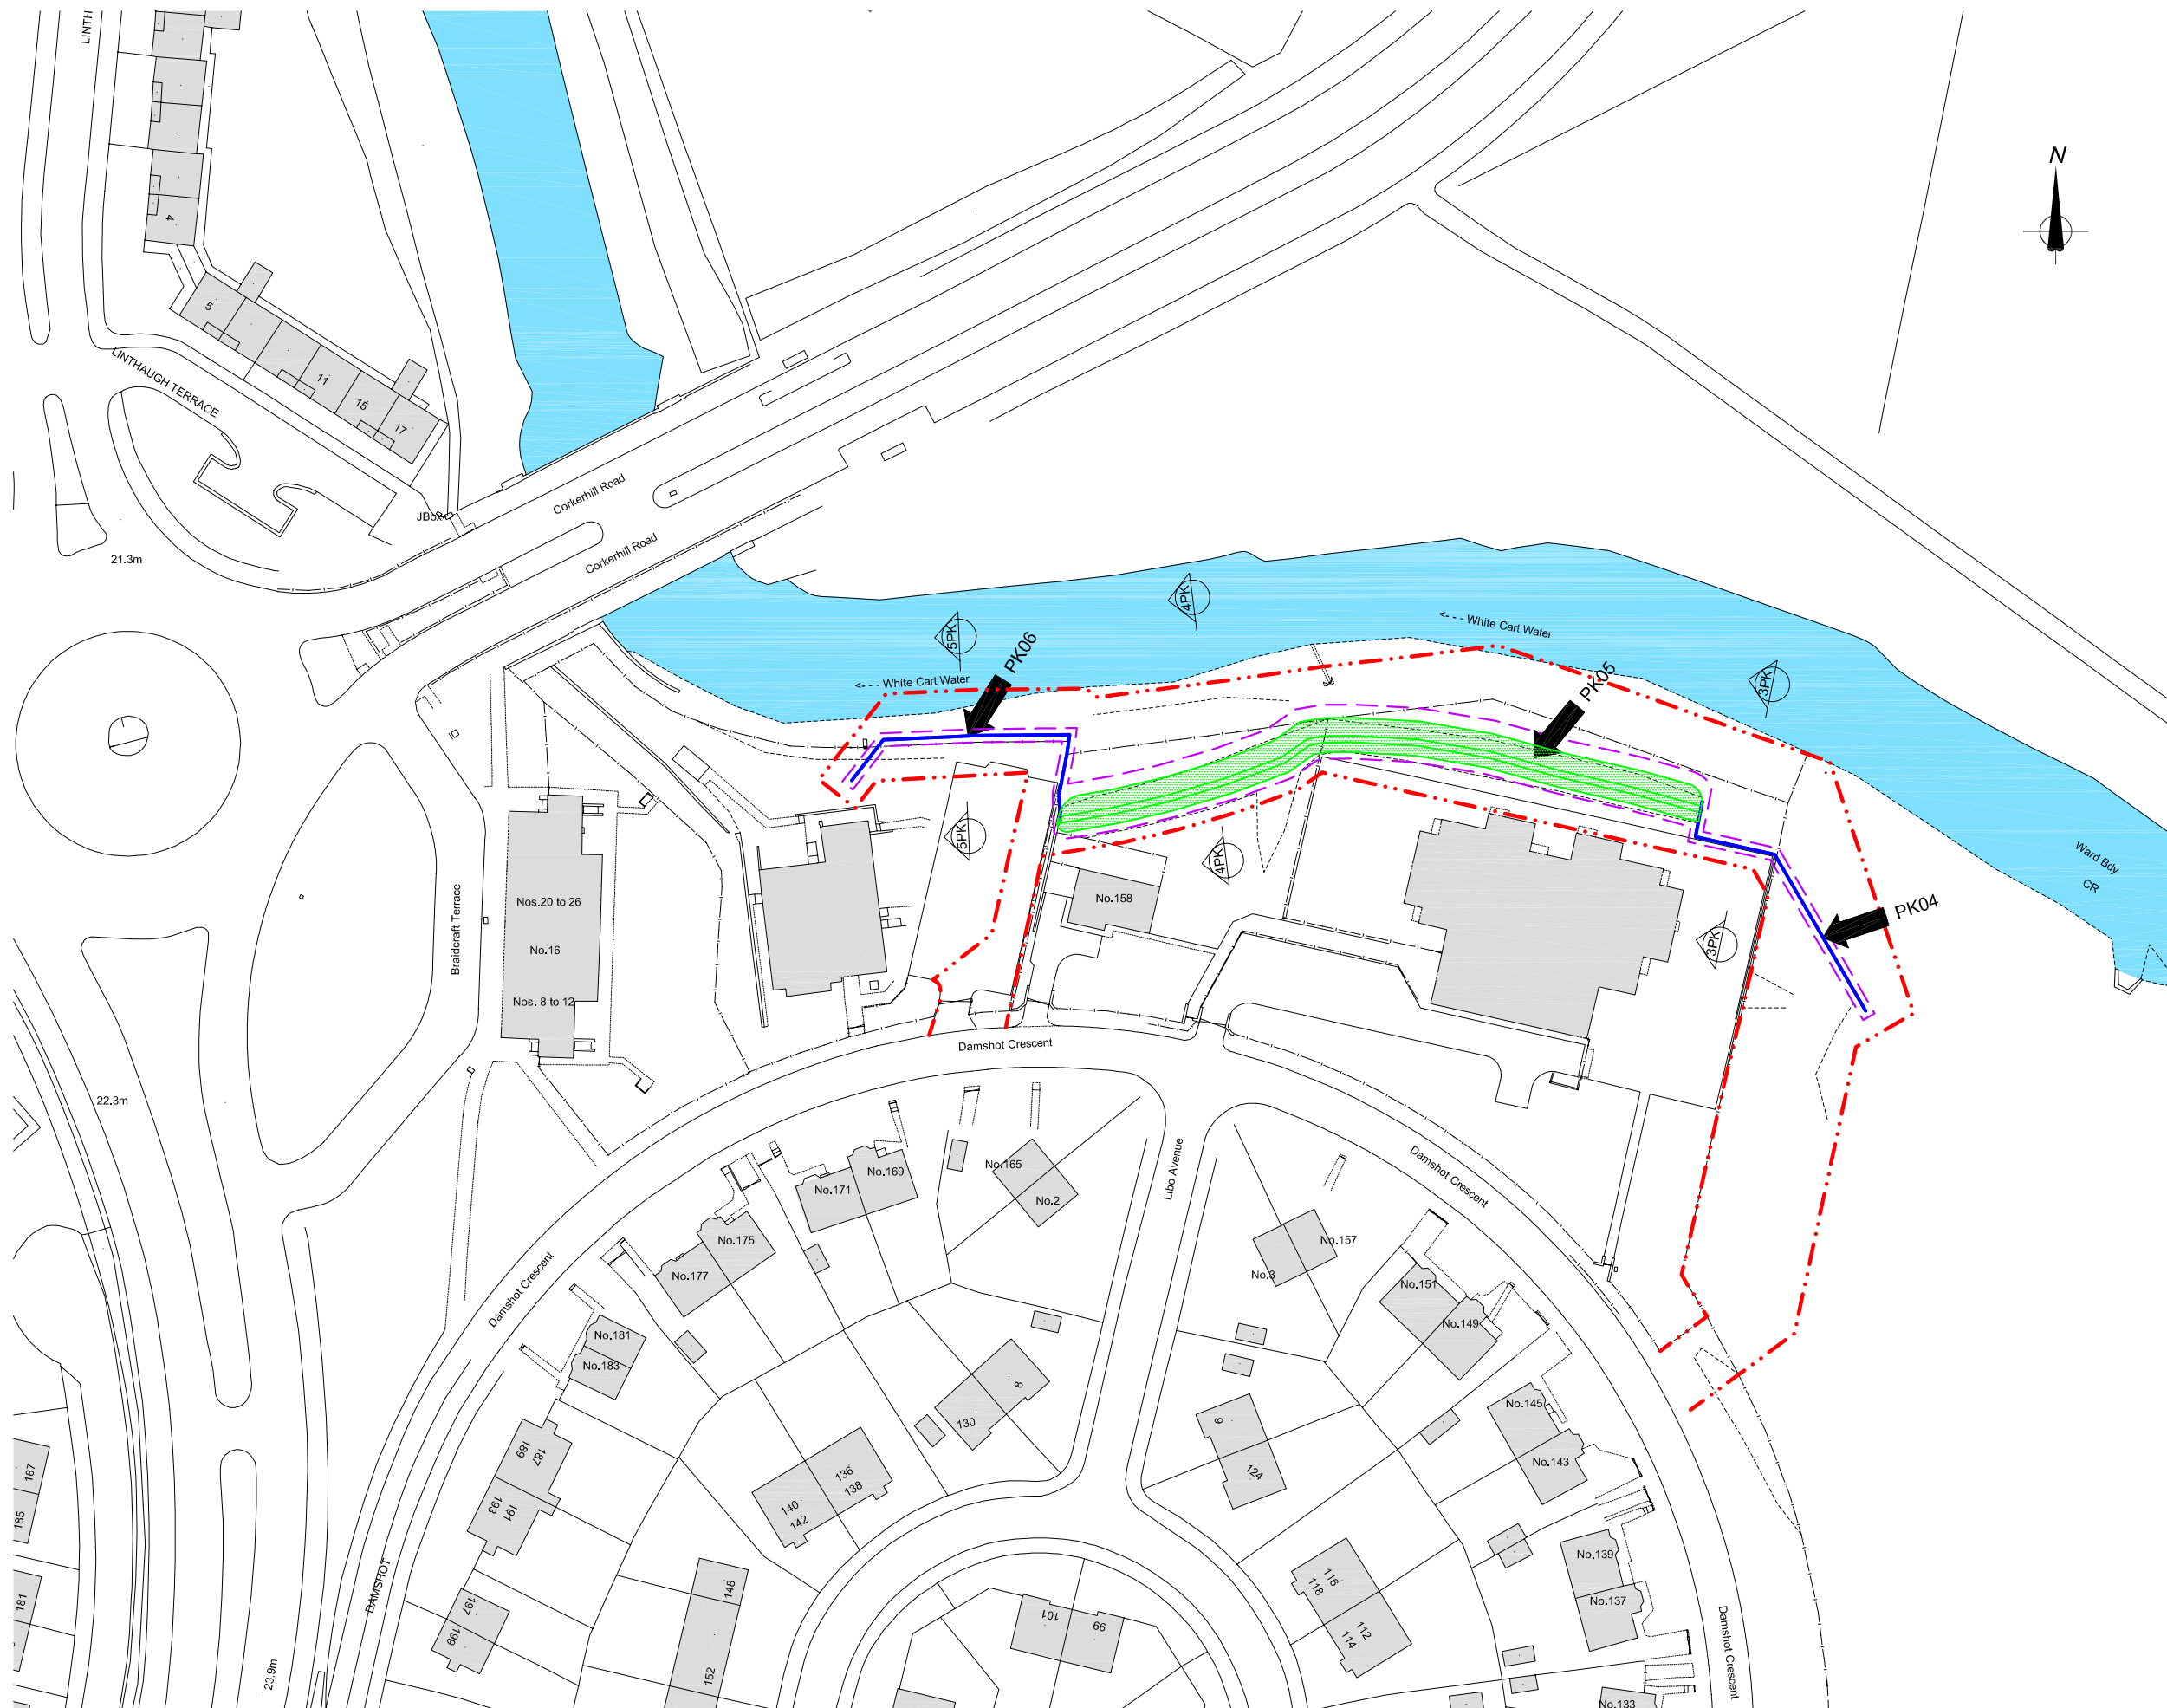 LINTH
4
5
11
15
17
LINTHAUGH TERRACE
JBox
21.3m
Corkerhill Road
Corkerhill Road
N
5PK
4PK
3PK
<--- White Cart Water
<--- White Cart Water
PK06
PK05
PK04
5PK
4PK
3PK
Ward Bdy
CR
Braidcraft Terrace
Nos.20 to 26
No.16
Nos. 8 to 12
No.158
Damshot Crescent
22.3m
No.165
No.2
No.169
No.171
No.175
No.177
Libo Avenue
Damshot Crescent
No.157
No.3
No.151
No.149
Damshot Crescent
No.181
No.183
8
130
9
124
No.145
No.143
189
187
193
191
136
138
140
142
187
185
181
148
152
116
118
112
114
No.139
No.137
DAMSHOT
197
199
101
99
23.9m
Damshot Crescent
No.133